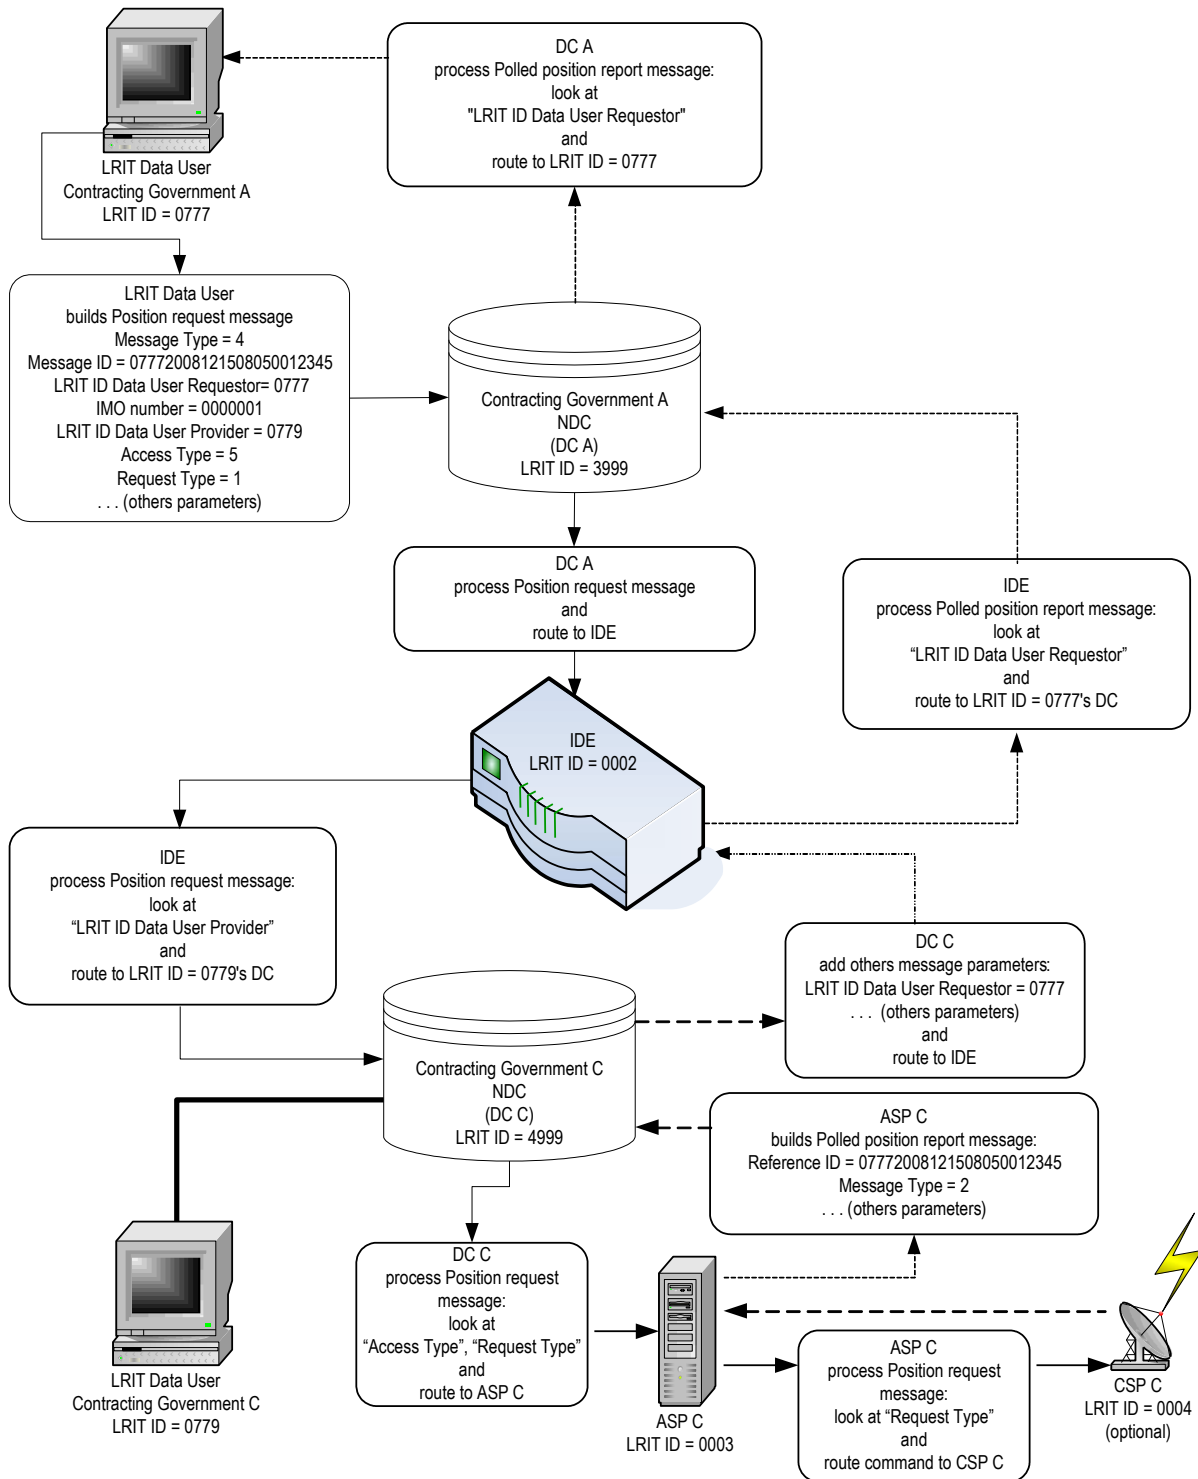 DC A
process Polled position report message:
look at
"LRIT ID Data User Requestor"
and
route to LRIT ID = 0777
LRIT Data User
Contracting Government A
LRIT ID = 0777
LRIT Data User
builds Position request message
Message Type = 4
Message ID = 07772008121508050012345
LRIT ID Data User Requestor= 0777
IMO number = 0000001
LRIT ID Data User Provider = 0779
Access Type = 5
Request Type = 1
. . . (others parameters)
Contracting Government A
NDC
(DC A)
LRIT ID = 3999
DC A
process Position request message
and
route to IDE
IDE
process Polled position report message:
look at
“LRIT ID Data User Requestor”
and
route to LRIT ID = 0777's DC
IDE
LRIT ID = 0002
IDE
process Position request message:
look at
“LRIT ID Data User Provider”
and
route to LRIT ID = 0779's DC
DC C
add others message parameters:
LRIT ID Data User Requestor = 0777
. . . (others parameters)
and
route to IDE
Contracting Government C
NDC
(DC C)
LRIT ID = 4999
ASP C
builds Polled position report message:
Reference ID = 07772008121508050012345
Message Type = 2
. . . (others parameters)
DC C
process Position request
message:
look at
“Access Type”, “Request Type”
and
route to ASP C
LRIT Data User
Contracting Government C
LRIT ID = 0779
ASP C
LRIT ID = 0003
ASP C
process Position request
message:
look at “Request Type”
and
route command to CSP C
CSP C
LRIT ID = 0004
(optional)